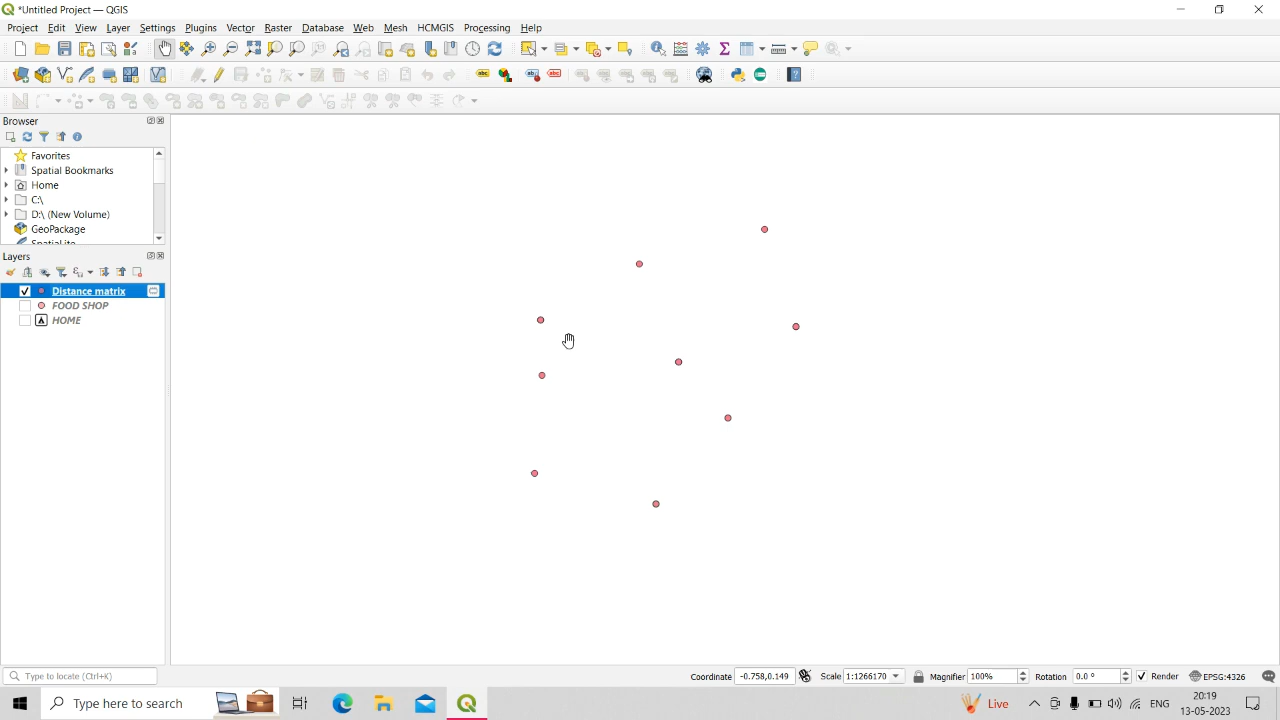 *Untitled Project — QGIS
Project Edit View Layer Settings Plugins Vector Raster Database Web Mesh HCMGIS Processing Help
Browser
Favorites
Spatial Bookmarks
Home
C:\
D:\ (New Volume)
GeoPackage
SpatiaLite
Layers
Distance matrix
FOOD SHOP
HOME
Type to locate (Ctrl+K)
Coordinate -0.758,0.149 Scale 1:1266170 Magnifier 100% Rotation 0.0 ° Render EPSG:4326
Type here to search
Live
ENG
20:19
13-05-2023